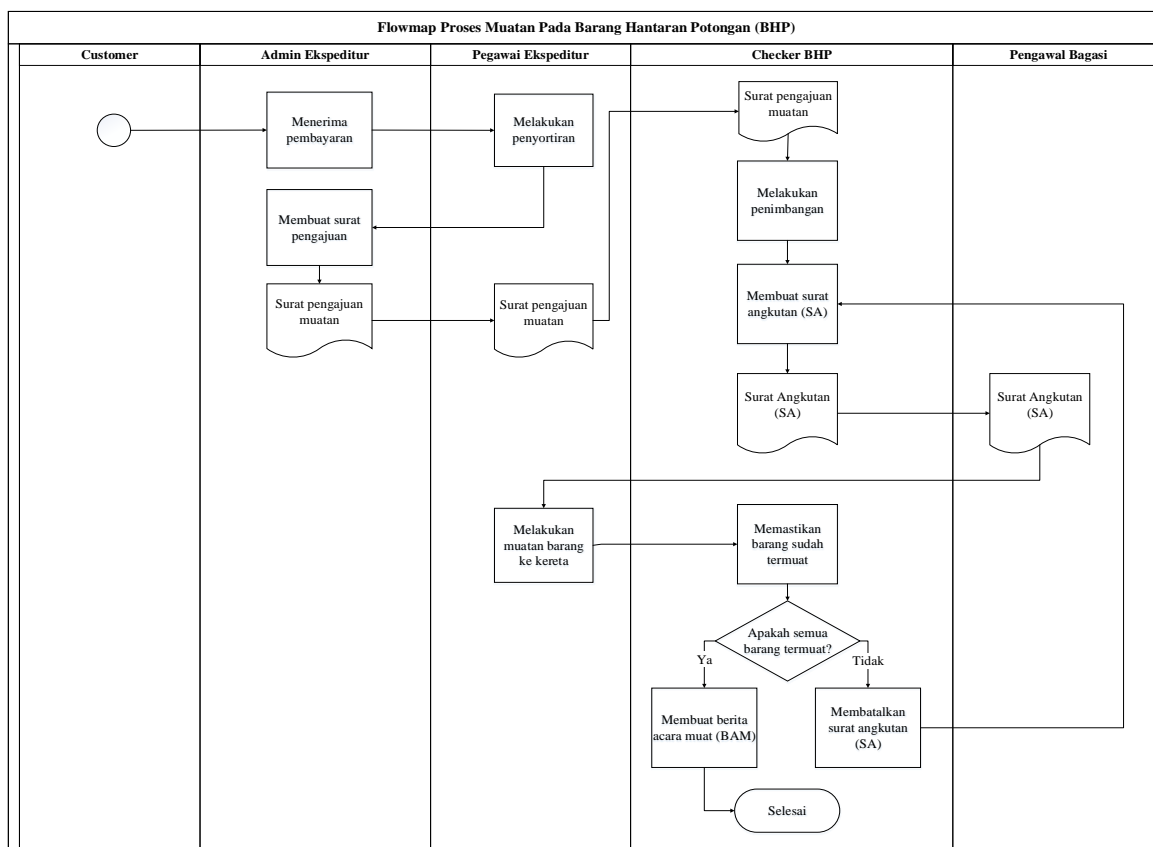 Flowmap Proses Muatan Pada Barang Hantaran Potongan (BHP)
Customer
Admin Ekspeditur
Pegawai Ekspeditur
Checker BHP
Pengawal Bagasi
Menerima
pembayaran
Melakukan
penyortiran
Surat pengajuan
muatan
Membuat surat
pengajuan
Melakukan
penimbangan
Surat pengajuan
muatan
Surat pengajuan
muatan
Membuat surat
angkutan (SA)
Surat Angkutan
(SA)
Surat Angkutan
(SA)
Melakukan
muatan barang
ke kereta
Memastikan
barang sudah
termuat
Apakah semua
barang termuat?
Ya
Tidak
Membuat berita
acara muat (BAM)
Membatalkan
surat angkutan
(SA)
Selesai